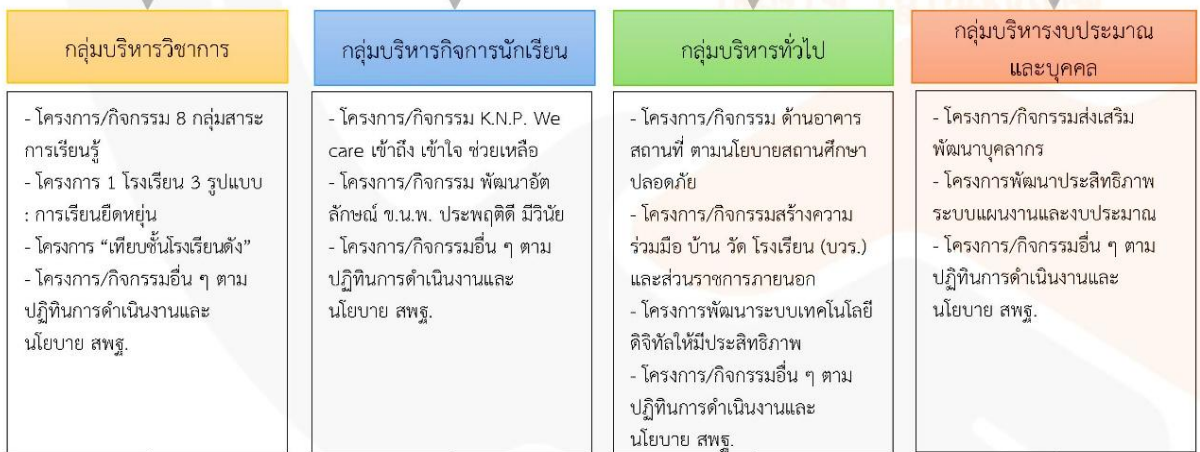 กลุ่มบริหารวิชาการ
- โครงการ/กิจกรรม 8 กลุ่มสาระ
การเรียนรู้
- โครงการ 1 โรงเรียน 3 รูปแบบ
: การเรียนยืดหยุ่น
- โครงการ “เทียบชั้นโรงเรียนดัง”
- โครงการ/กิจกรรมอื่น ๆ ตาม
ปฏิทินการดำเนินงานและ
นโยบาย สพฐ.
กลุ่มบริหารกิจการนักเรียน
- โครงการ/กิจกรรม K.N.P. We
care เข้าถึง เข้าใจ ช่วยเหลือ
- โครงการ/กิจกรรม พัฒนาอัต
ลักษณ์ ข.น.พ. ประพฤติดี มีวินัย
- โครงการ/กิจกรรมอื่น ๆ ตาม
ปฏิทินการดำเนินงานและ
นโยบาย สพฐ.
กลุ่มบริหารทั่วไป
- โครงการ/กิจกรรม ด้านอาคาร
สถานที่ ตามนโยบายสถานศึกษา
ปลอดภัย
- โครงการ/กิจกรรมสร้างความ
ร่วมมือ บ้าน วัด โรงเรียน (บวร.)
และส่วนราชการภายนอก
- โครงการพัฒนาระบบเทคโนโลยี
ดิจิทัลให้มีประสิทธิภาพ
- โครงการ/กิจกรรมอื่น ๆ ตาม
ปฏิทินการดำเนินงานและ
นโยบาย สพฐ.
กลุ่มบริหารงบประมาณ
และบุคคล
- โครงการ/กิจกรรมส่งเสริม
พัฒนาบุคลากร
- โครงการพัฒนาประสิทธิภาพ
ระบบแผนงานและงบประมาณ
- โครงการ/กิจกรรมอื่น ๆ ตาม
ปฏิทินการดำเนินงานและ
นโยบาย สพฐ.